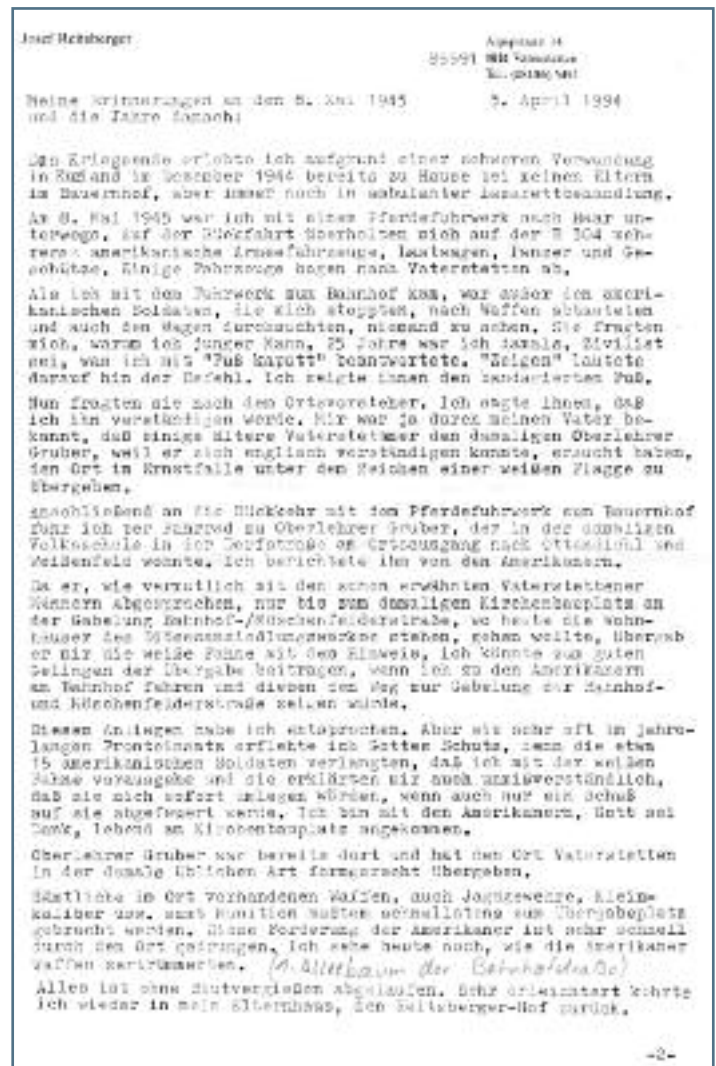 Josef Reitsberger
85591 Vaterstetten
Meine Erinnerungen an den 8. Mai 1945 5. April 1994
und die Jahre danach:
Das Kriegsende erlebte ich aufgrund einer schweren Verwundung
in Rußland im Dezember 1944 bereits zu Hause bei meinen Eltern
im Bauernhof, aber immer noch in ambulanter Lazarettbehandlung.
Am 8. Mai 1945 war ich mit einem Pferdefuhrwerk nach Haar un-
terwegs. Auf der Rückfahrt überholten mich auf der B 304 meh-
rere amerikanische Armeefahrzeuge, Lastwagen, Panzer und Ge-
schütze. Einige Fahrzeuge bogen nach Vaterstetten ab.
Als ich mit dem Fuhrwerk zum Bahnhof kam, war außer den ameri-
kanischen Soldaten, die mich stoppten, nach Waffen abtasteten
und auch den Wagen durchsuchten, niemand zu sehen. Sie fragten
mich, warum ich junger Mann, 25 Jahre war ich damals, Zivilist
sei, was ich mit "Fuß kaputt" beantwortete. "Zeigen" lautete
darauf hin der Befehl. Ich zeigte ihnen den bandagierten Fuß.
Nun fragten sie nach dem Ortsvorsteher. Ich sagte ihnen, daß
ich ihn verständigen werde. Mir war ja durch meinen Vater be-
kannt, daß einige ältere Vaterstettener den damaligen Oberlehrer
Gruber, weil er sich englisch verständigen konnte, ersucht haben,
den Ort im Ernstfalle unter dem Zeichen einer weißen Flagge zu
übergeben.
Anschließend an die Rückkehr mit dem Pferdefuhrwerk zum Bauernhof
fuhr ich per Fahrrad zu Oberlehrer Gruber, der in der damaligen
Volksschule in der Dorfstraße am Ortsausgang nach Ottendichl und
Weißenfeld wohnte. Ich berichtete ihm von den Amerikanern.
Da er, wie vermutlich mit den schon erwähnten Vaterstettener
Männern abgesprochen, nur bis zum damaligen Kirchenbauplatz an
der Gabelung Bahnhof-/Möschenfelderstraße, wo heute die Wohn-
häuser des stehen, gehen wollte, übergab
er mir die weiße Fahne mit dem Hinweis, ich könnte zum guten
Gelingen der Übergabe beitragen, wenn ich zu den Amerikanern
am Bahnhof fahren und diesen den Weg zur Gabelung der Bahnhof-
und Möschenfelderstraße zeigen würde.
Diesem Anliegen habe ich entsprochen. Aber wie sehr oft im jahre-
langen Fronteinsatz erflehte ich Gottes Schutz, denn die etwa
15 amerikanischen Soldaten verlangten, daß ich mit der weißen
Fahne vorausgehe und sie erklärten mir auch unmißverständlich,
daß sie mich sofort umlegen würden, wenn auch nur ein Schuß
auf sie abgefeuert werde. Ich bin mit den Amerikanern, Gott sei
Dank, lebend am Kirchenbauplatz angekommen.
Oberlehrer Gruber war bereits dort und hat den Ort Vaterstetten
in der damals üblichen Art formgerecht übergeben.
Sämtliche im Ort vorhandenen Waffen, auch Jagdgewehre, Klein-
kaliber usw. samt Munition mußten schnellstens zum Übergabeplatz
gebracht werden. Diese Forderung der Amerikaner ist sehr schnell
durch den Ort gedrungen. Ich sehe heute noch, wie die Amerikaner
Waffen zertrümmerten. (1. Alleebaum der Bahnhofstraße)
Alles ist ohne Blutvergießen abgelaufen. Sehr erleichtert kehrte
ich wieder in mein Elternhaus, den Reitsberger-Hof zurück.
-2-